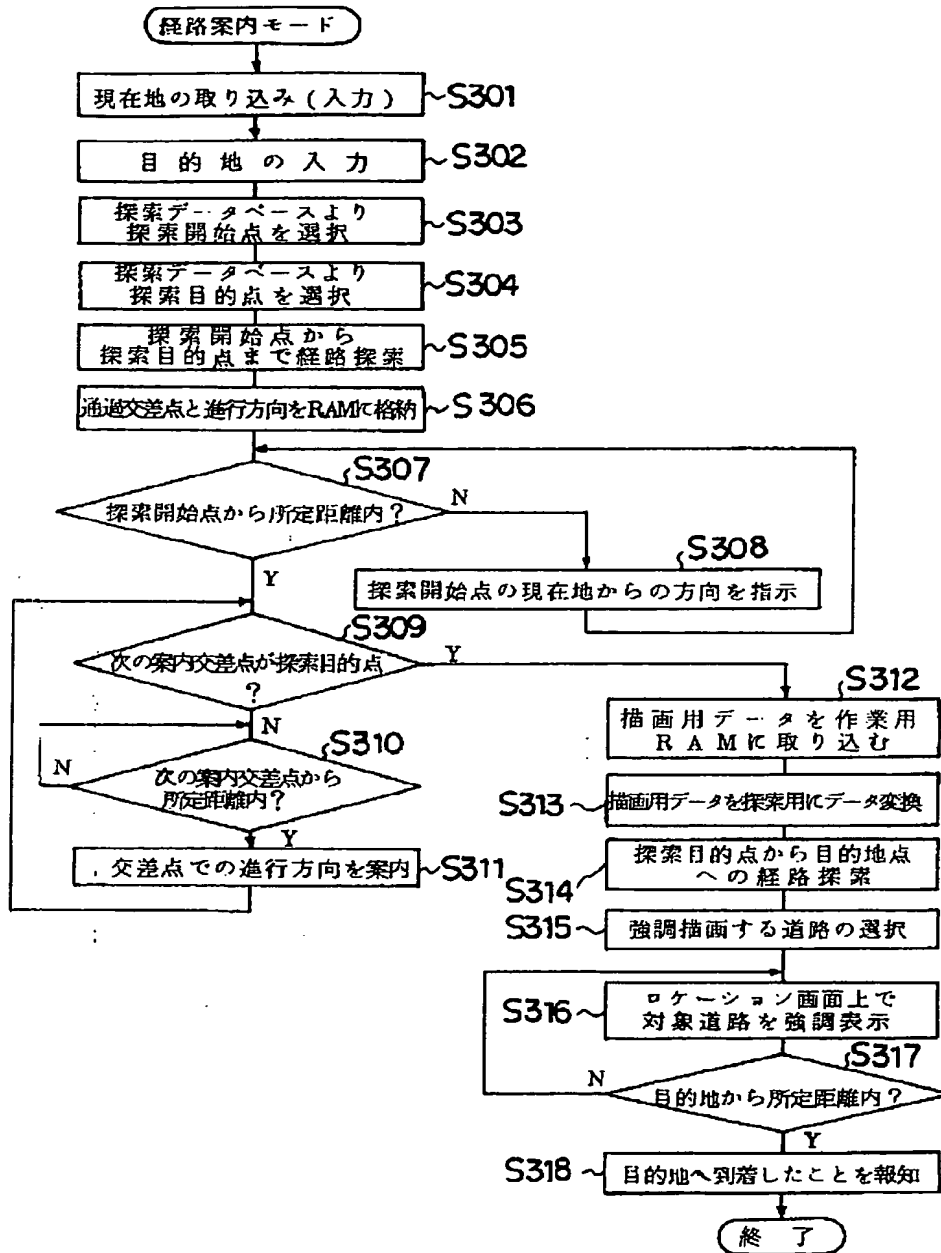 経路案内モード
現在地の取り込み(入力)
S301
目的地の入力
S302
探索データベースより
探索開始点を選択
S303
探索データベースより
探索目的点を選択
S304
探索開始点から
探索目的点まで経路探索
S305
通過交差点と進行方向をRAMに格納
S306
S307
探索開始点から所定距離内?
N
Y
S308
探索開始点の現在地からの方向を指示
S309
次の案内交差点が探索目的点
?
Y
N
S310
次の案内交差点から
所定距離内?
N
Y
交差点での進行方向を案内
S311
S312
描画用データを作業用
RAMに取り込む
S313
描画用データを探索用にデータ変換
S314
探索目的点から目的地点
への経路探索
S315
強調描画する道路の選択
S316
ロケーション画面上で
対象道路を強調表示
S317
目的地から所定距離内?
N
Y
S318
目的地へ到着したことを報知
終了